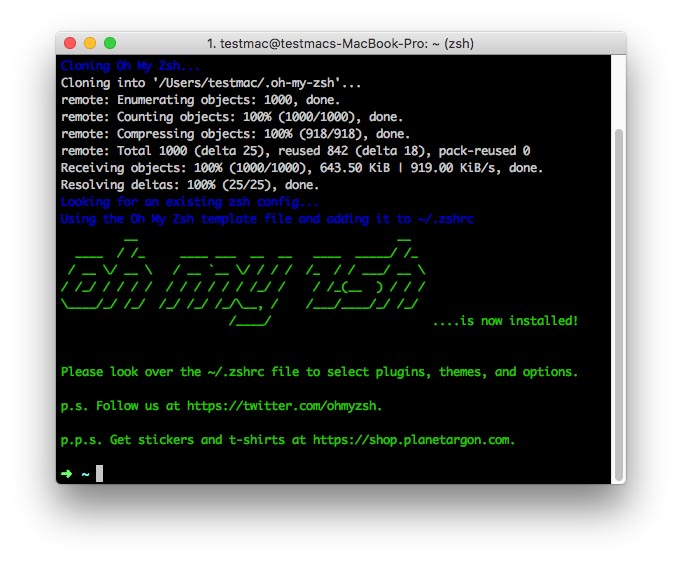 1. testmac@testmacs-MacBook-Pro: ~ (zsh)
Cloning Oh My Zsh...
Cloning into '/Users/testmac/.oh-my-zsh'...
remote: Enumerating objects: 1000, done.
remote: Counting objects: 100% (1000/1000), done.
remote: Compressing objects: 100% (918/918), done.
remote: Total 1000 (delta 25), reused 842 (delta 18), pack-reused 0
Receiving objects: 100% (1000/1000), 643.50 KiB | 919.00 KiB/s, done.
Resolving deltas: 100% (25/25), done.
Looking for an existing zsh config...
Using the Oh My Zsh template file and adding it to ~/.zshrc
oh my zsh
....is now installed!
Please look over the ~/.zshrc file to select plugins, themes, and options.
p.s. Follow us at https://twitter.com/ohmyzsh.
p.p.s. Get stickers and t-shirts at https://shop.planetargon.com.
➜ ~